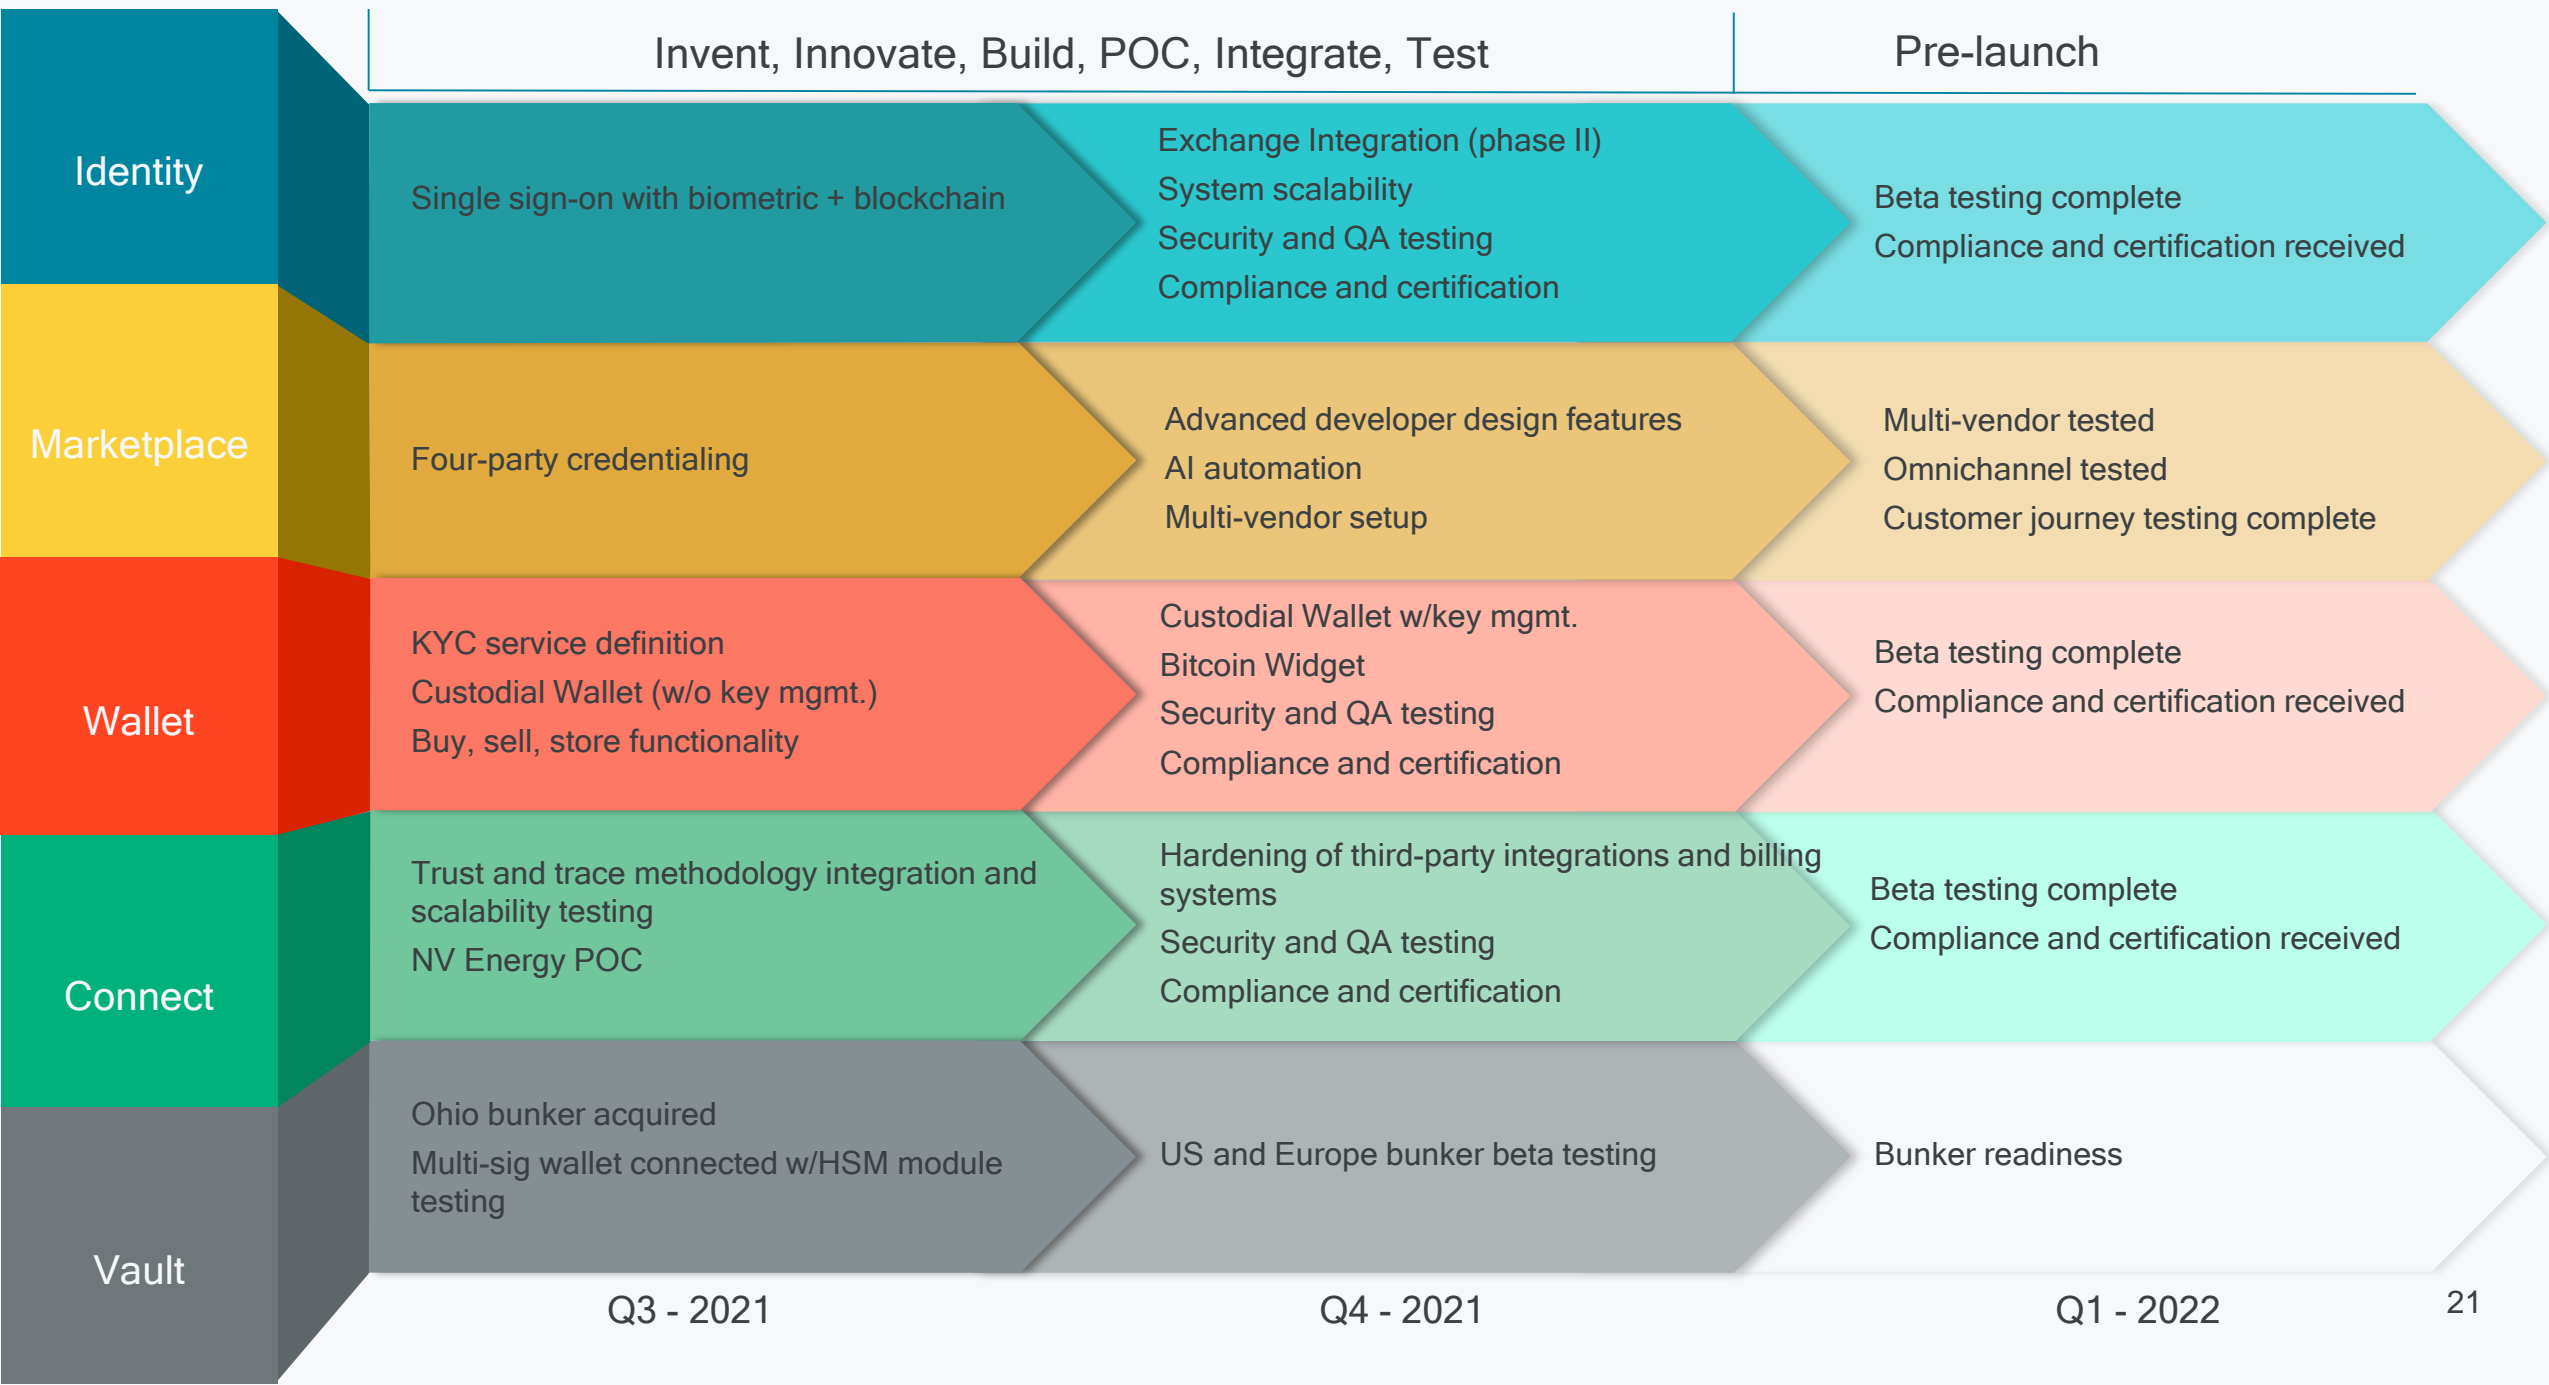 Invent, Innovate, Build, POC, Integrate, Test
Pre-launch
Identity
Single sign-on with biometric + blockchain
Exchange Integration (phase II)
System scalability
Security and QA testing
Compliance and certification
Beta testing complete
Compliance and certification received
Marketplace
Four-party credentialing
Advanced developer design features
AI automation
Multi-vendor setup
Multi-vendor tested
Omnichannel tested
Customer journey testing complete
Wallet
KYC service definition
Custodial Wallet (w/o key mgmt.)
Buy, sell, store functionality
Custodial Wallet w/key mgmt.
Bitcoin Widget
Security and QA testing
Compliance and certification
Beta testing complete
Compliance and certification received
Connect
Trust and trace methodology integration and
scalability testing
NV Energy POC
Hardening of third-party integrations and billing
systems
Security and QA testing
Compliance and certification
Beta testing complete
Compliance and certification received
Vault
Ohio bunker acquired
Multi-sig wallet connected w/HSM module
testing
US and Europe bunker beta testing
Bunker readiness
Q3 - 2021
Q4 - 2021
Q1 - 2022
21